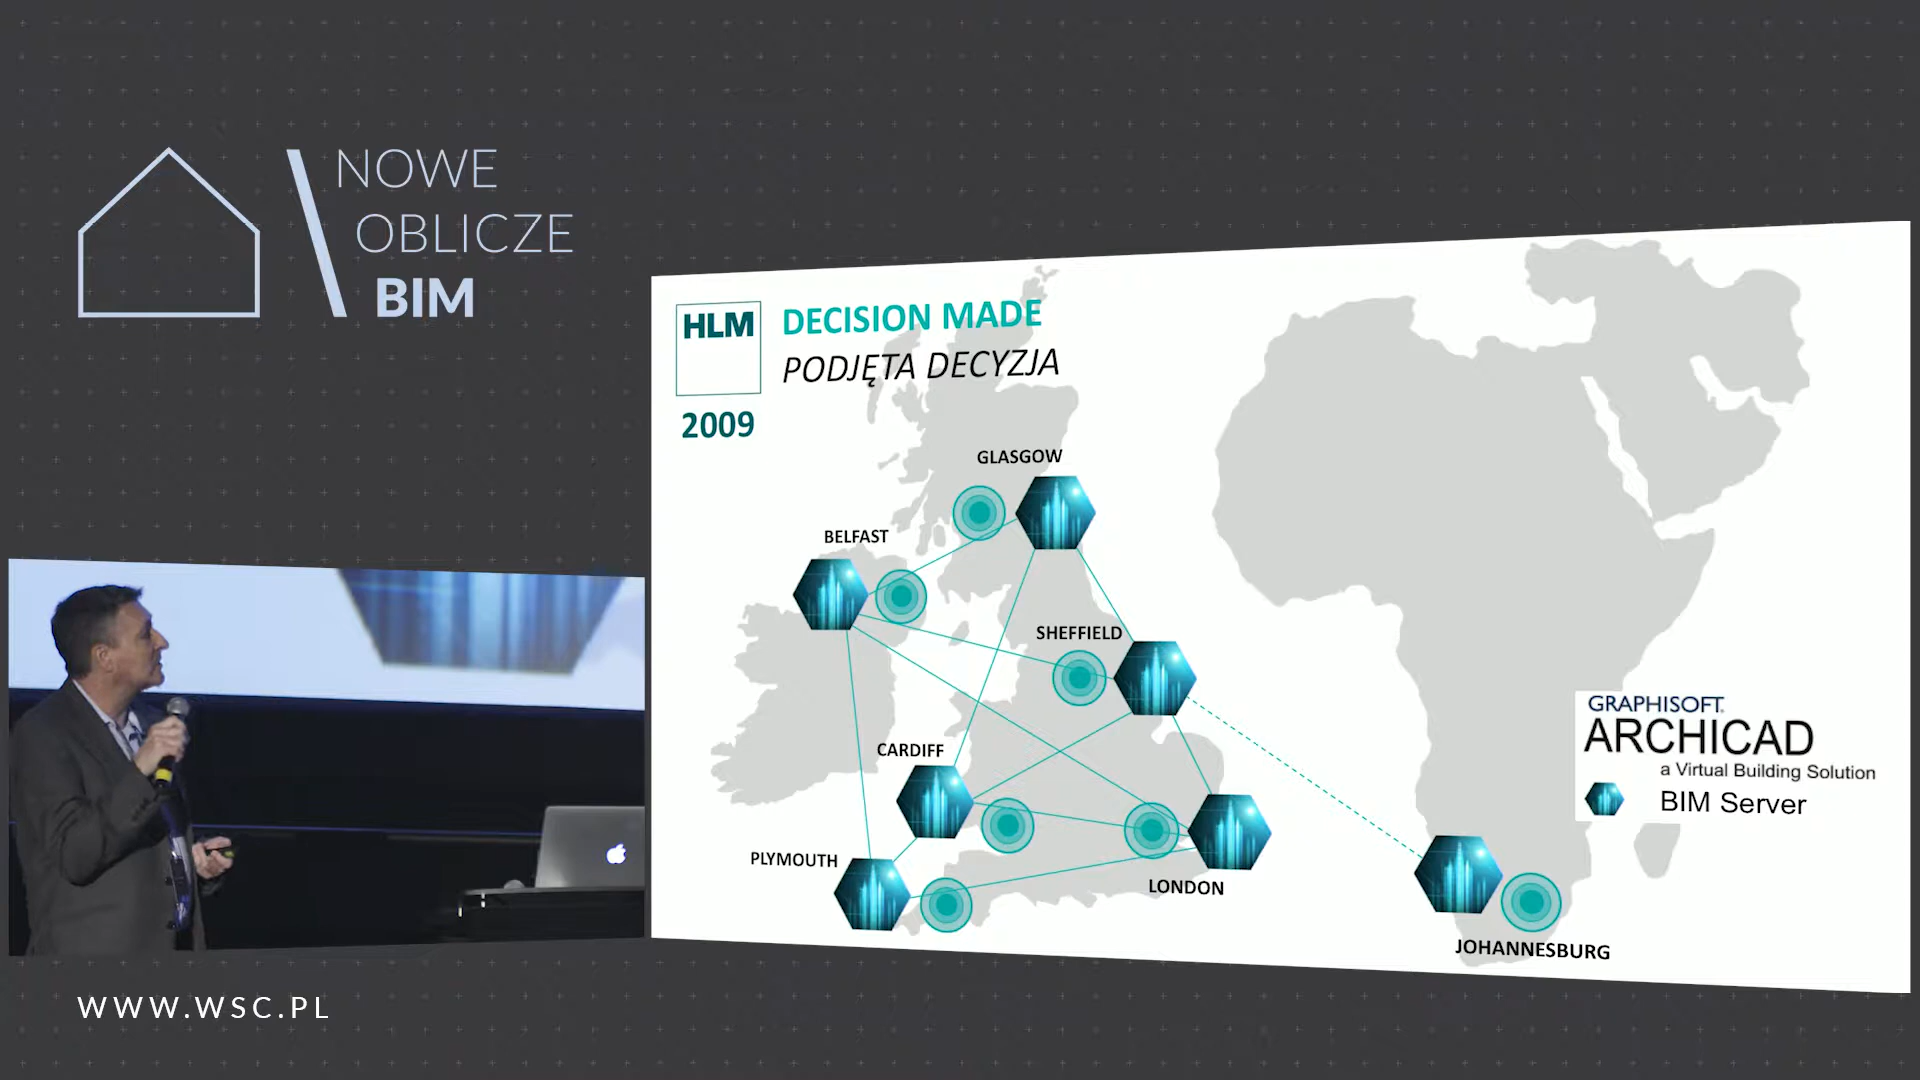 NOWE
OBLICZE
BIM
HLM
DECISION MADE
PODJĘTA DECYZJA
2009
GLASGOW
BELFAST
SHEFFIELD
CARDIFF
PLYMOUTH
LONDON
JOHANNESBURG
GRAPHISOFT.
ARCHICAD
a Virtual Building Solution
BIM Server
WWW.WSC.PL